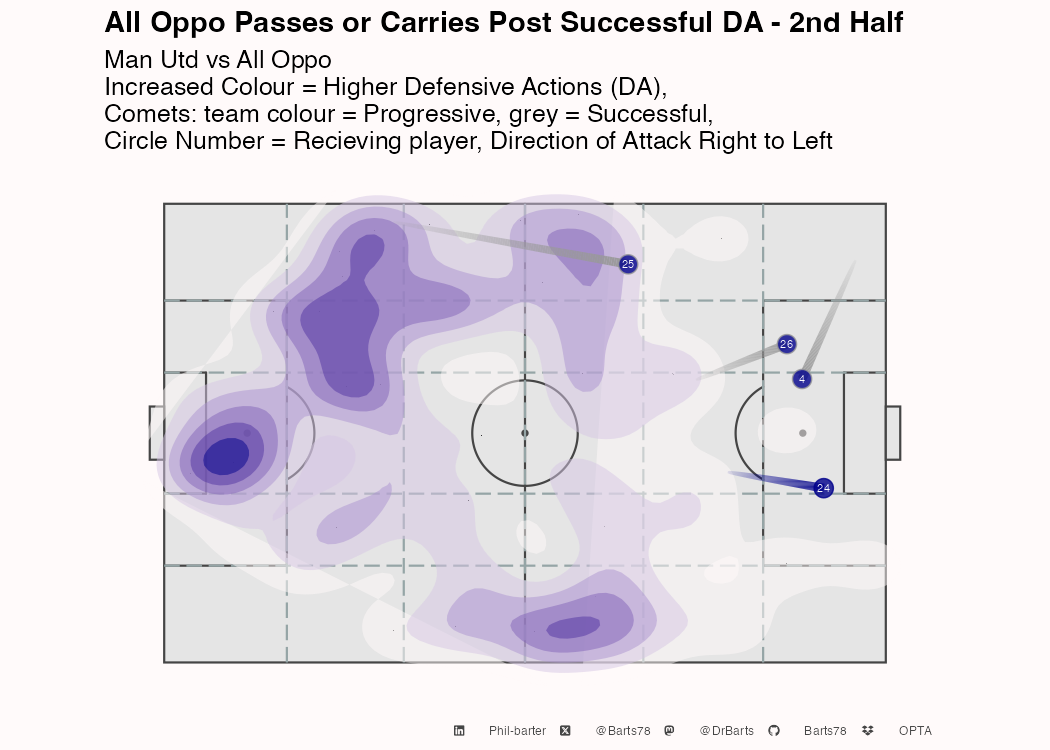 All Oppo Passes or Carries Post Successful DA - 2nd Half
Man Utd vs All Oppo
Increased Colour = Higher Defensive Actions (DA),
Comets: team colour = Progressive, grey = Successful,
Circle Number = Recieving player, Direction of Attack Right to Left
25
26
4
24
Phil-barter @Barts78 @DrBarts Barts78 OPTA